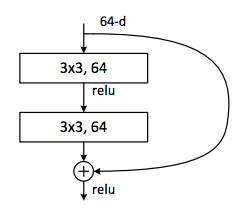 64-d
3x3, 64
relu
3x3, 64
+
relu